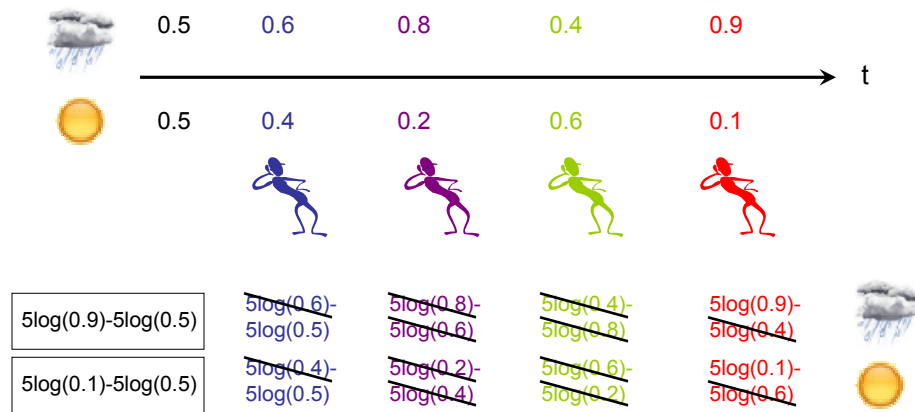 0.5 0.6 0.8 0.4 0.9
t
0.5 0.4 0.2 0.6 0.1
5log(0.9)-5log(0.5)
5log(0.6)- 5log(0.8)- 5log(0.4)- 5log(0.9)-
5log(0.5) 5log(0.6) 5log(0.8) 5log(0.4)
5log(0.1)-5log(0.5)
5log(0.4)- 5log(0.2)- 5log(0.6)- 5log(0.1)-
5log(0.5) 5log(0.4) 5log(0.2) 5log(0.6)